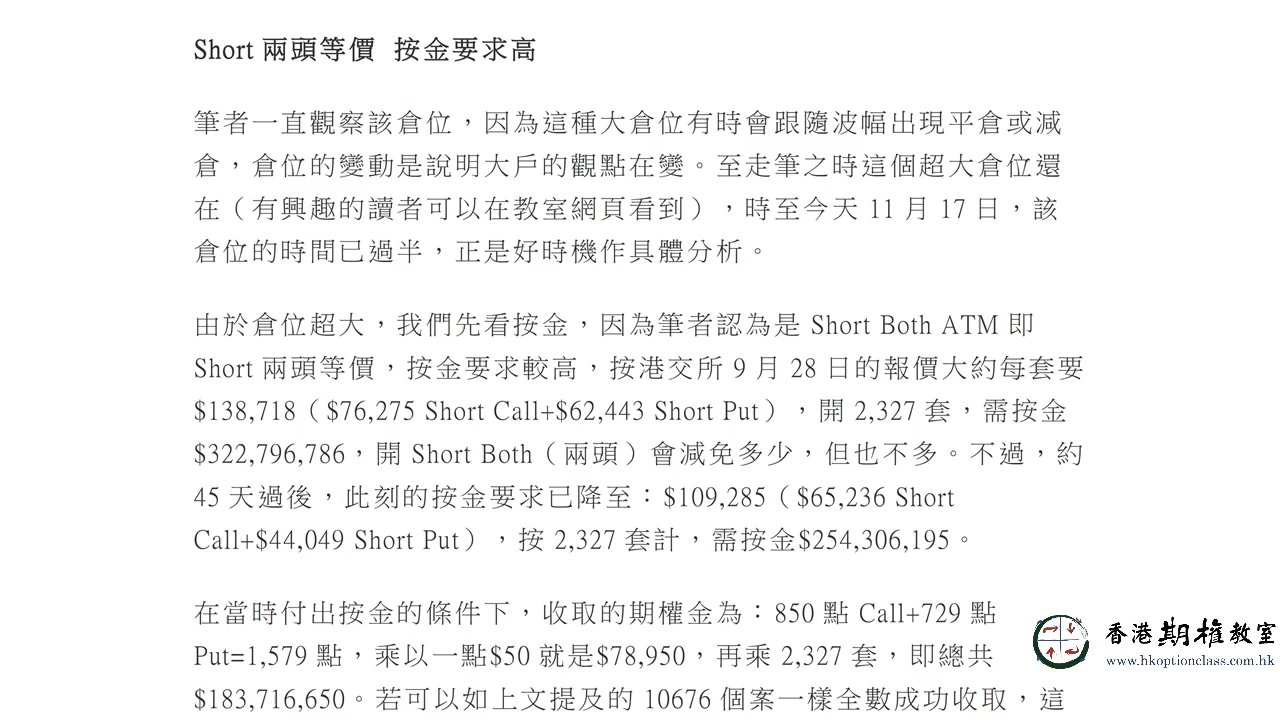 Short 兩頭等價 按金要求高
筆者一直觀察該倉位，因為這種大倉位有時會跟隨波幅出現平倉或減
倉，倉位的變動是說明大戶的觀點在變。至走筆之時這個超大倉位還
在（有興趣的讀者可以在教室網頁看到），時至今天 11 月 17 日，該
倉位的時間已過半，正是好時機作具體分析。
由於倉位超大，我們先看按金，因為筆者認為是 Short Both ATM 即
Short 兩頭等價，按金要求較高，按港交所 9 月 28 日的報價大約每套要
$138,718（$76,275 Short Call+$62,443 Short Put），開 2,327 套，需按金
$322,796,786，開 Short Both（兩頭）會減免多少，但也不多。不過，約
45 天過後，此刻的按金要求已降至：$109,285（$65,236 Short
Call+$44,049 Short Put），按 2,327 套計，需按金$254,306,195。
在當時付出按金的條件下，收取的期權金為：850 點 Call+729 點
Put=1,579 點，乘以一點$50 就是$78,950，再乘 2,327 套，即總共
$183,716,650。若可以如上文提及的 10676 個案一樣全數成功收取，這
香港期權教室
www.hkoptionclass.com.hk